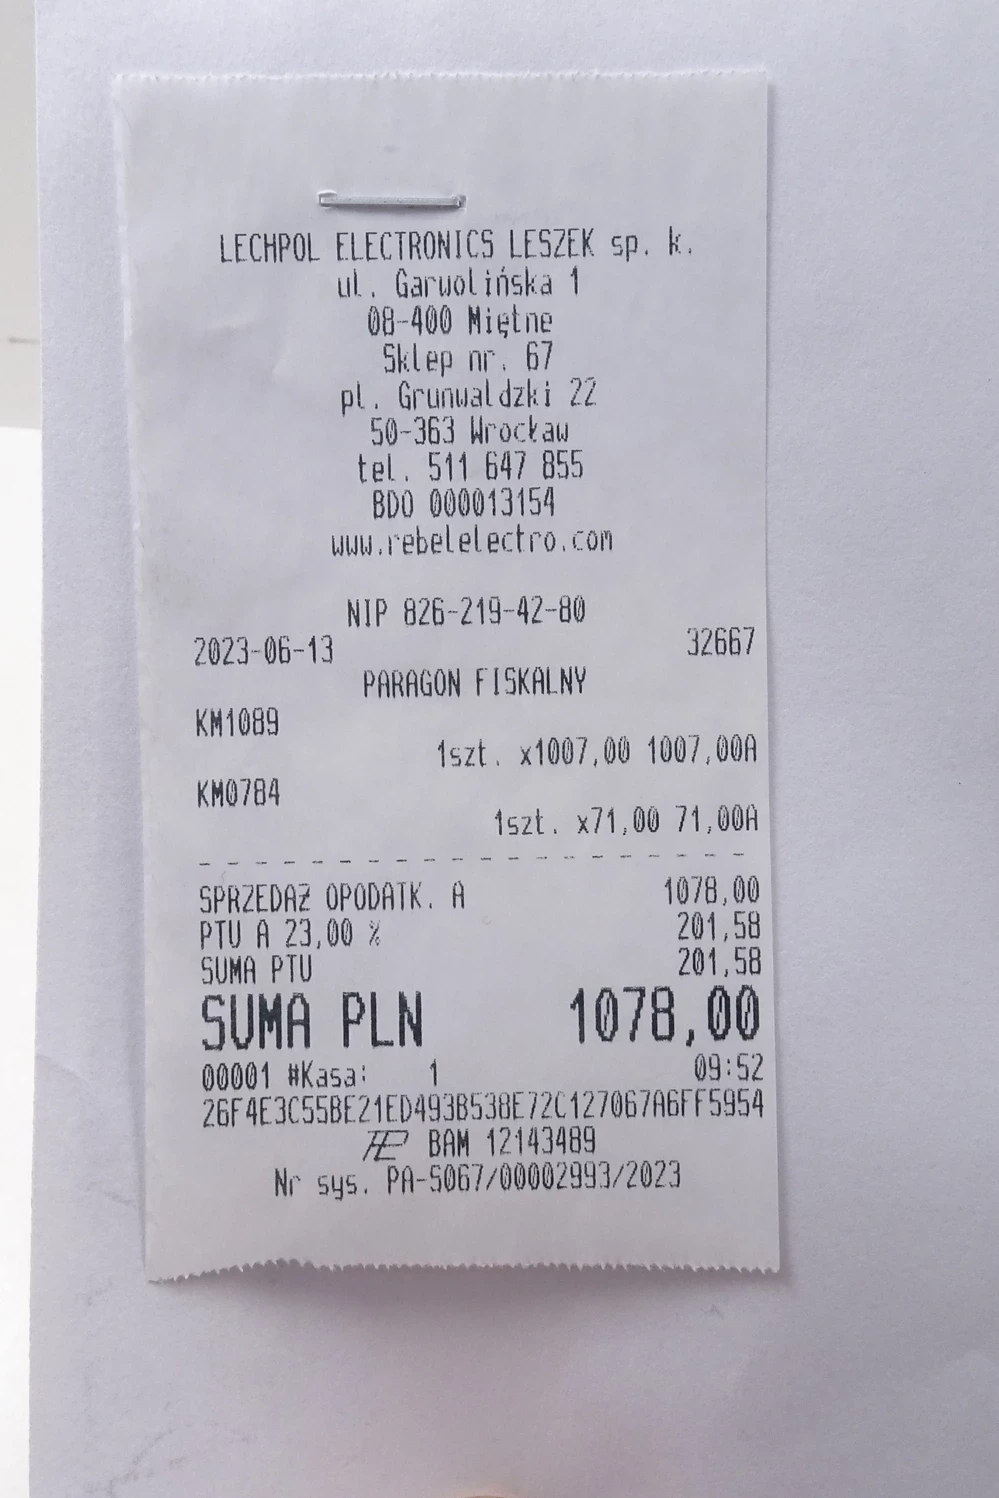 LECHPOL ELECTRONICS LESZEK sp. k.
ul. Garwolińska 1
08-400 Miętne
Sklep nr. 67
pl. Grunwaldzki 22
50-363 Wrocław
tel. 511 647 855
BDO 000013154
www.rebelelectro.com
NIP 826-219-42-80
2023-06-13 32667
PARAGON FISKALNY
KM1089
1szt. x1007,00 1007,00A
KM0784
1szt. x71,00 71,00A
SPRZEDAŻ OPODATK. A 1078,00
PTU A 23,00 % 201,58
SUMA PTU 201,58
SUMA PLN 1078,00
00001 #Kasa: 1 09:52
26F4E3C55BE21ED493B538E72C127067A6FF5954
BAM 12143489
Nr sys. PA-S067/00002993/2023